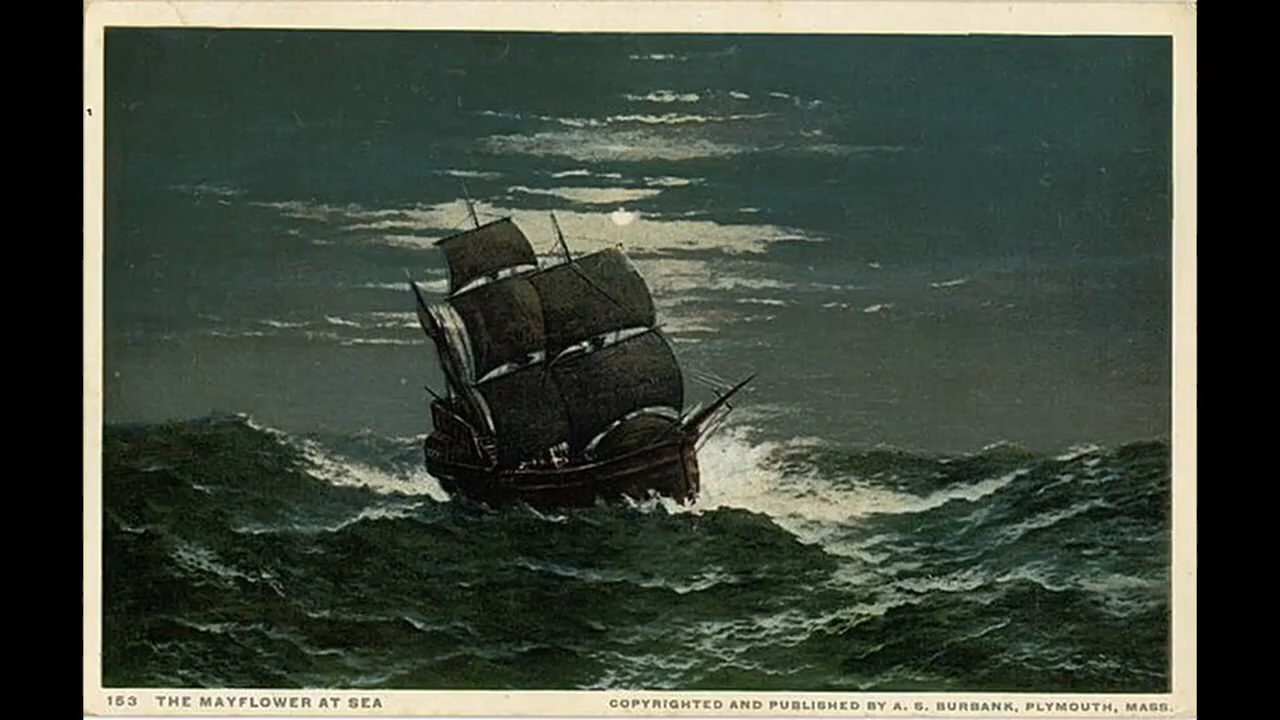 153 THE MAYFLOWER AT SEA
COPYRIGHTED AND PUBLISHED BY A. S. BURBANK, PLYMOUTH, MASS.